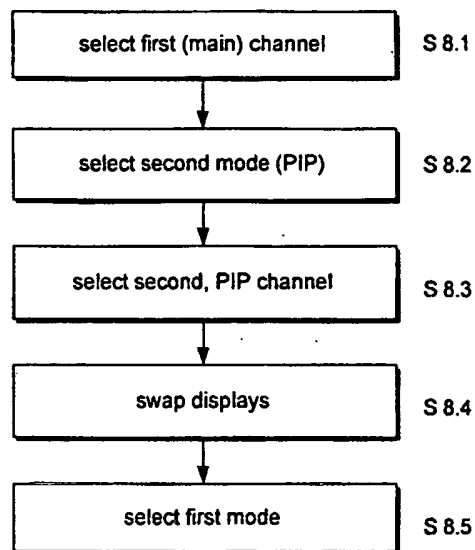 select first (main) channel S 8.1
select second mode (PIP) S 8.2
select second, PIP channel S 8.3
swap displays S 8.4
select first mode S 8.5